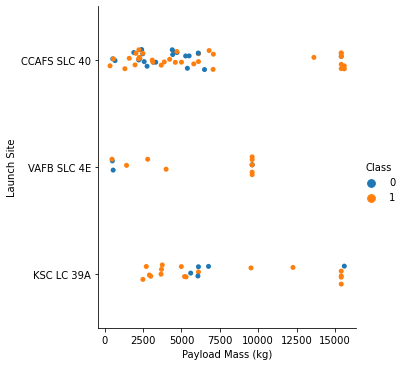 Launch Site
CCAFS SLC 40
VAFB SLC 4E
KSC LC 39A
0 2500 5000 7500 10000 12500 15000
Payload Mass (kg)
Class
0
1